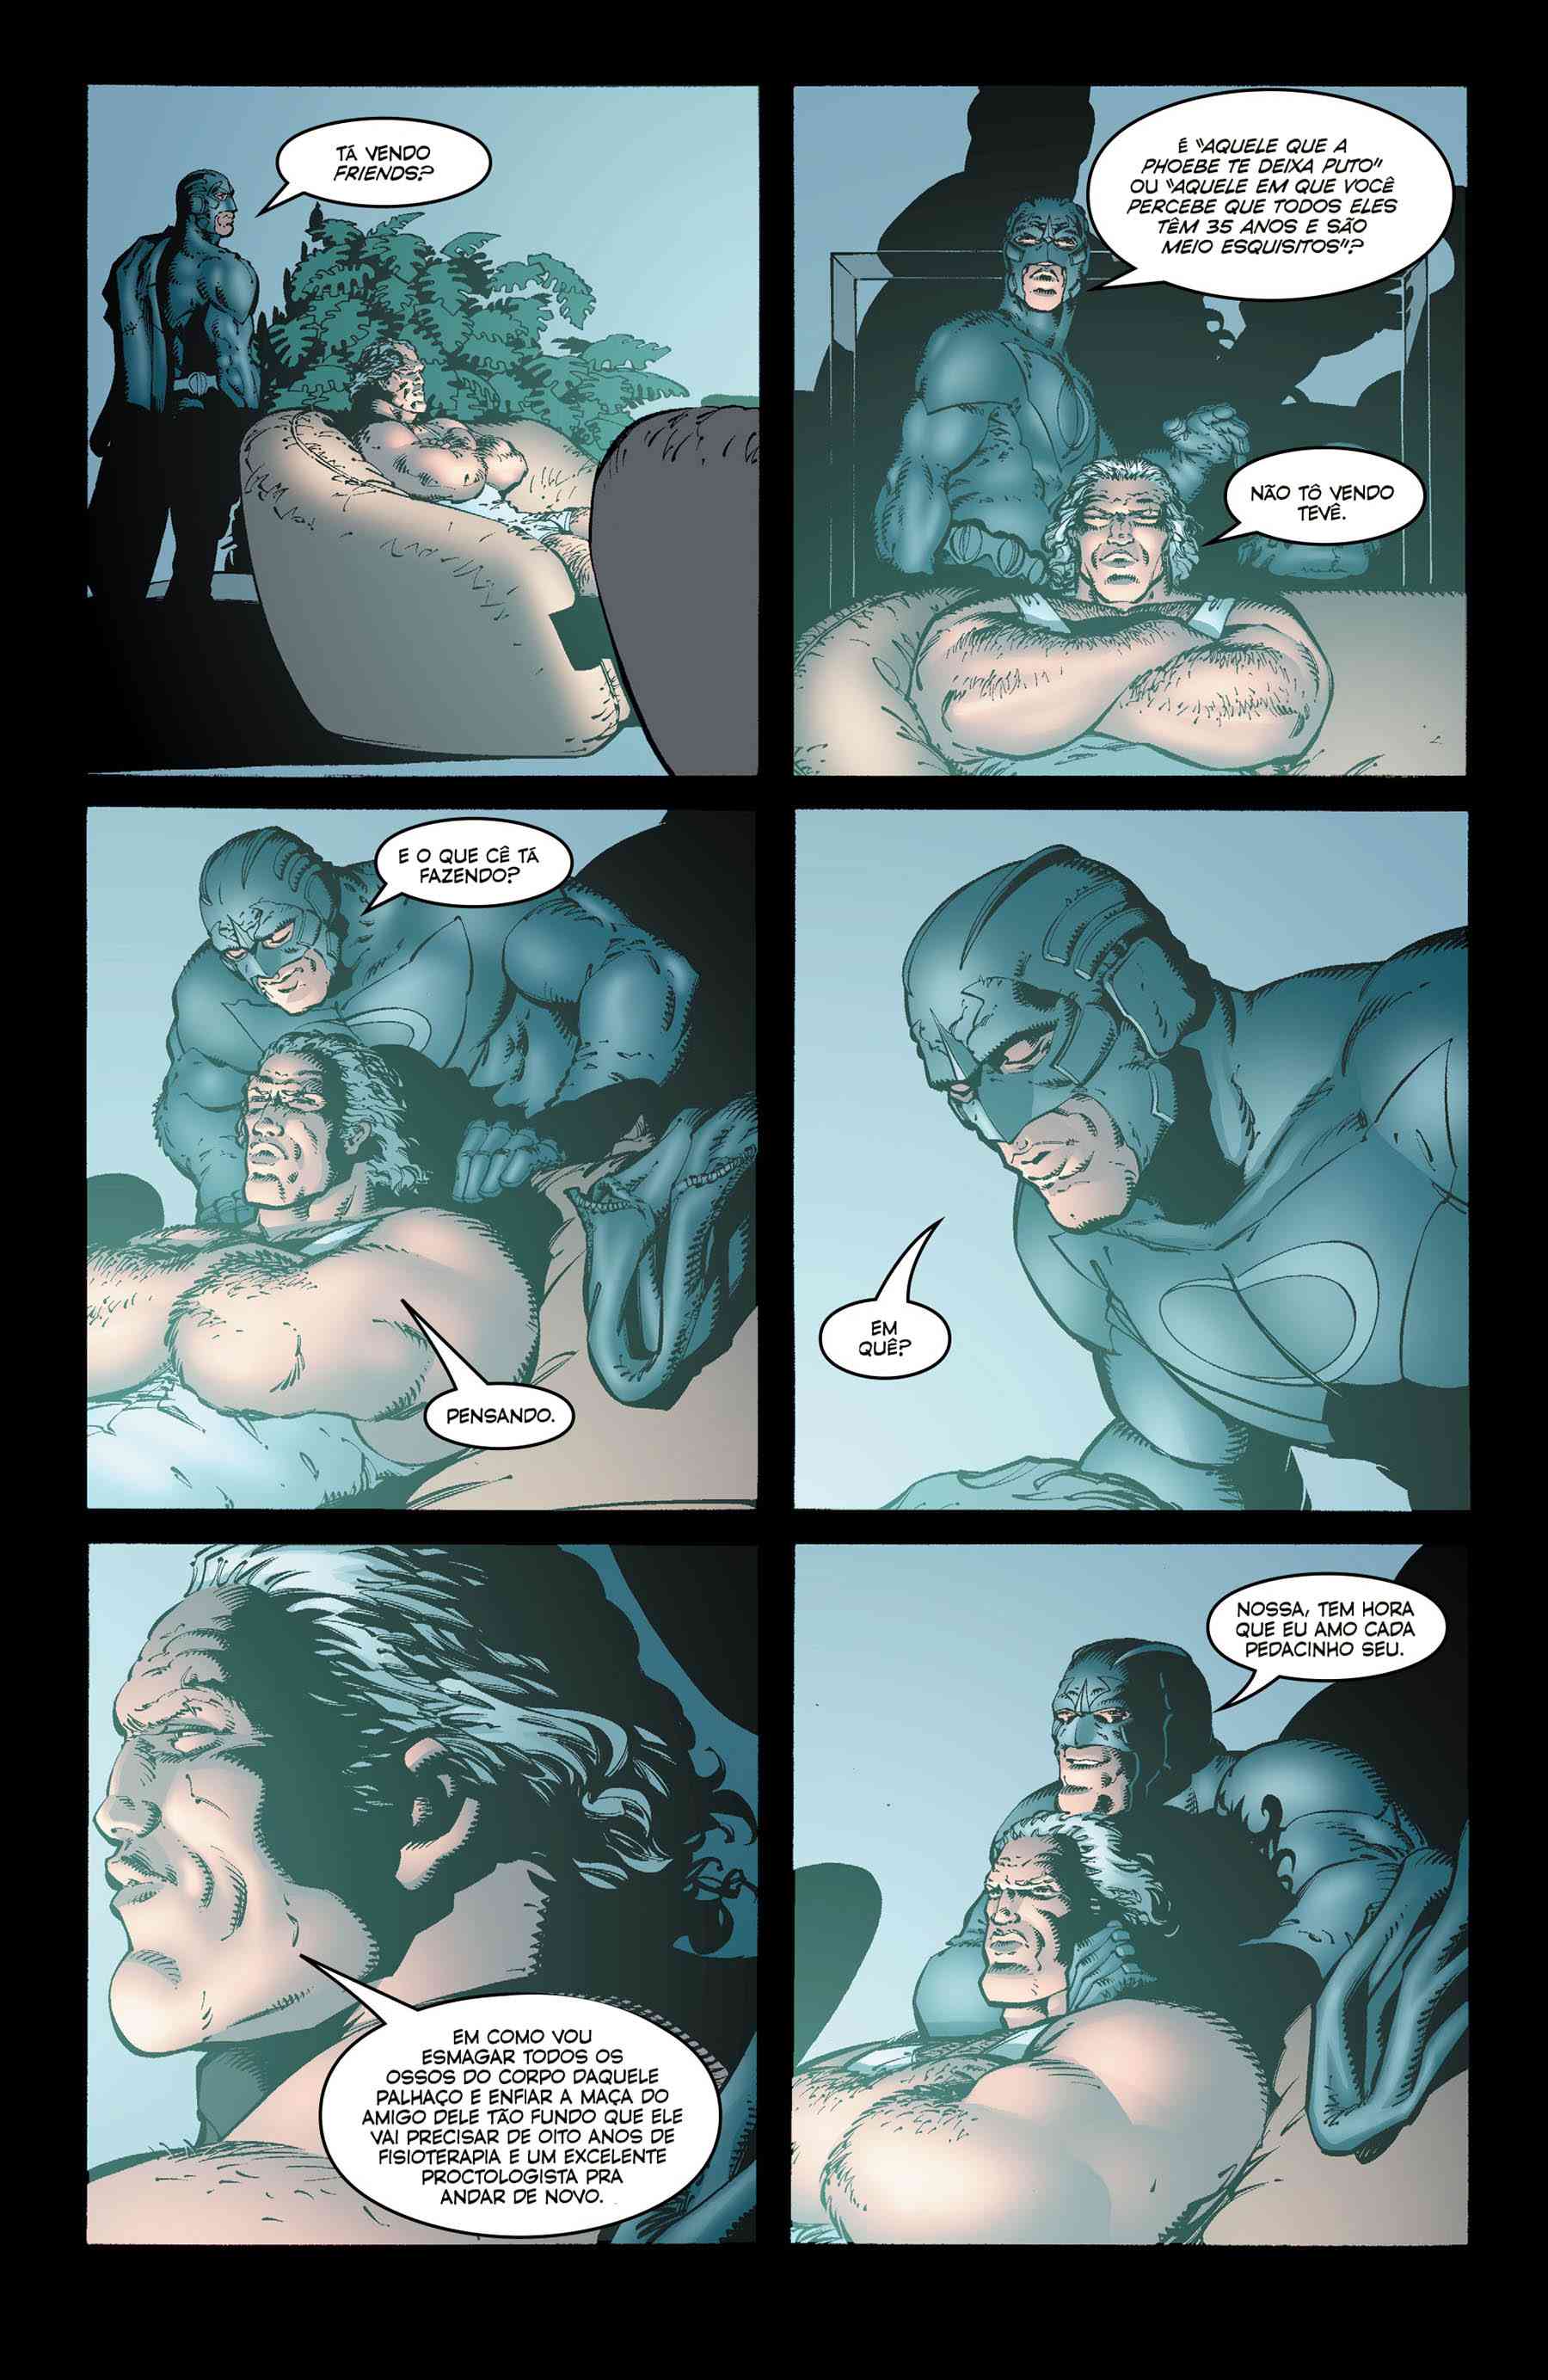 TÁ VENDO
FRIENDS?
É "AQUELE QUE A
PHOEBE TE DEIXA PUTO"
OU "AQUELE EM QUE VOCÊ
PERCEBE QUE TODOS ELES
TÊM 35 ANOS E SÃO
MEIO ESQUISITOS"?
NÃO TÔ VENDO
TEVÊ.
E O QUE CÊ TÁ
FAZENDO?
PENSANDO.
EM
QUÊ?
EM COMO VOU
ESMAGAR TODOS OS
OSSOS DO CORPO DAQUELE
PALHAÇO E ENFIAR A MAÇA DO
AMIGO DELE TÃO FUNDO QUE ELE
VAI PRECISAR DE OITO ANOS DE
FISIOTERAPIA E UM EXCELENTE
PROCTOLOGISTA PRA
ANDAR DE NOVO.
NOSSA, TEM HORA
QUE EU AMO CADA
PEDACINHO SEU.